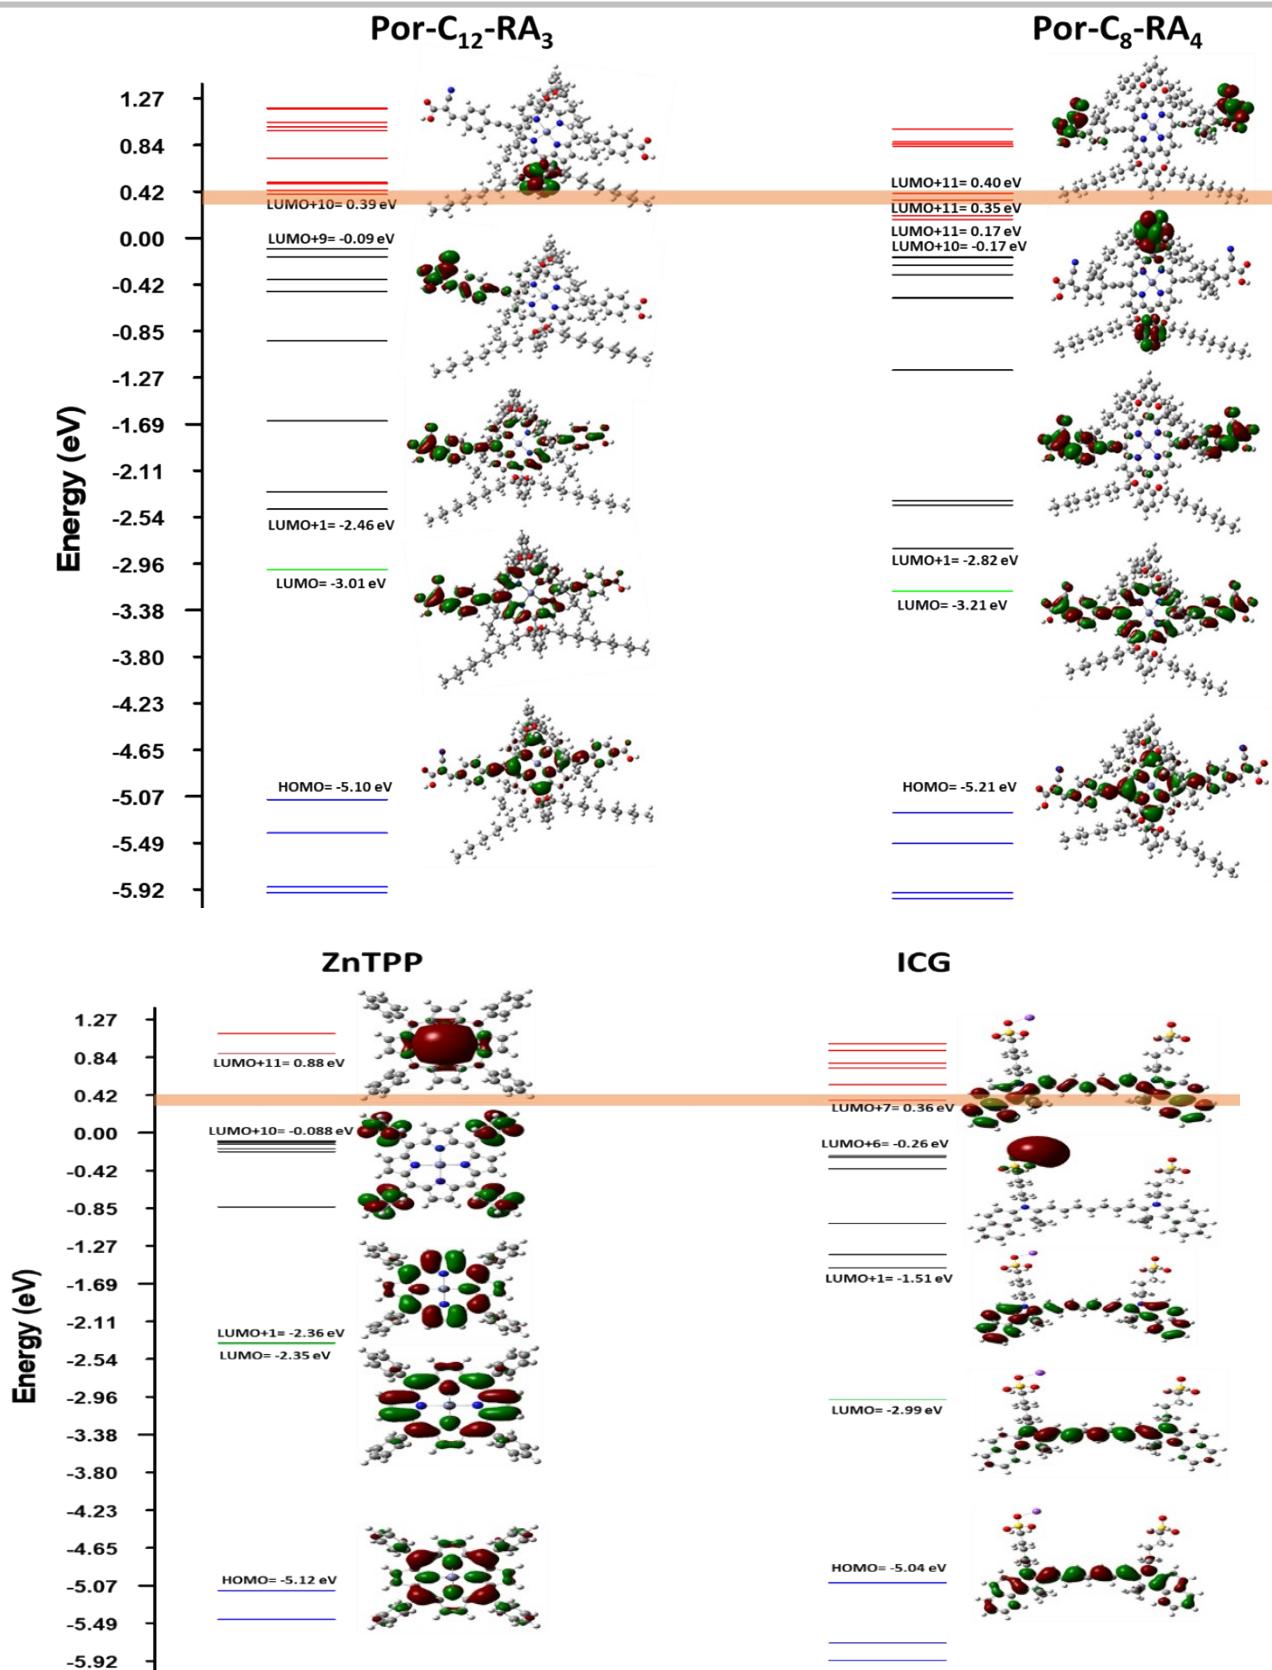 Por-C12-RA3
Por-C8-RA4
Energy (eV)
1.27
0.84
0.42
0.00
-0.42
-0.85
-1.27
-1.69
-2.11
-2.54
-2.96
-3.38
-3.80
-4.23
-4.65
-5.07
-5.49
-5.92
LUMO+10= 0.39 eV
LUMO+9= -0.09 eV
LUMO+1= -2.46 eV
LUMO= -3.01 eV
HOMO= -5.10 eV
LUMO+11= 0.40 eV
LUMO+11= 0.35 eV
LUMO+11= 0.17 eV
LUMO+10= -0.17 eV
LUMO+1= -2.82 eV
LUMO= -3.21 eV
HOMO= -5.21 eV
ZnTPP
ICG
Energy (eV)
1.27
0.84
0.42
0.00
-0.42
-0.85
-1.27
-1.69
-2.11
-2.54
-2.96
-3.38
-3.80
-4.23
-4.65
-5.07
-5.49
-5.92
LUMO+11= 0.88 eV
LUMO+10= -0.088 eV
LUMO+1= -2.36 eV
LUMO= -2.35 eV
HOMO= -5.12 eV
LUMO+7= 0.36 eV
LUMO+6= -0.26 eV
LUMO+1= -1.51 eV
LUMO= -2.99 eV
HOMO= -5.04 eV